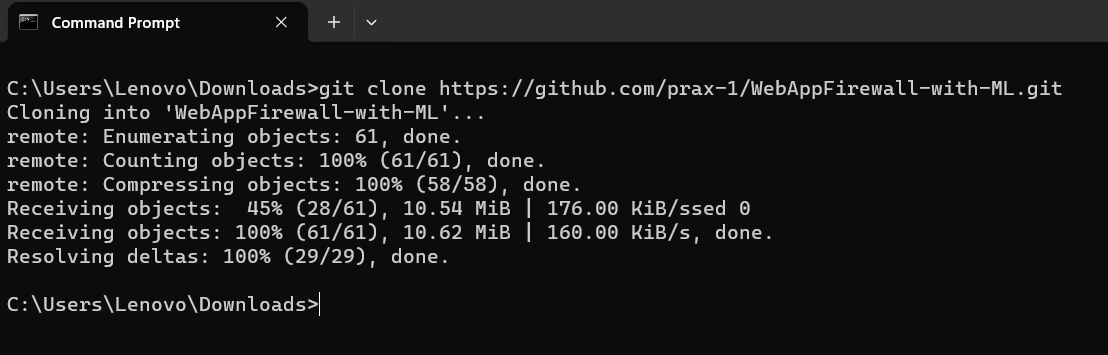 Command Prompt
C:\Users\Lenovo\Downloads>git clone https://github.com/prax-1/WebAppFirewall-with-ML.git
Cloning into 'WebAppFirewall-with-ML'...
remote: Enumerating objects: 61, done.
remote: Counting objects: 100% (61/61), done.
remote: Compressing objects: 100% (58/58), done.
Receiving objects:  45% (28/61), 10.54 MiB | 176.00 KiB/ssed 0
Receiving objects: 100% (61/61), 10.62 MiB | 160.00 KiB/s, done.
Resolving deltas: 100% (29/29), done.
C:\Users\Lenovo\Downloads>